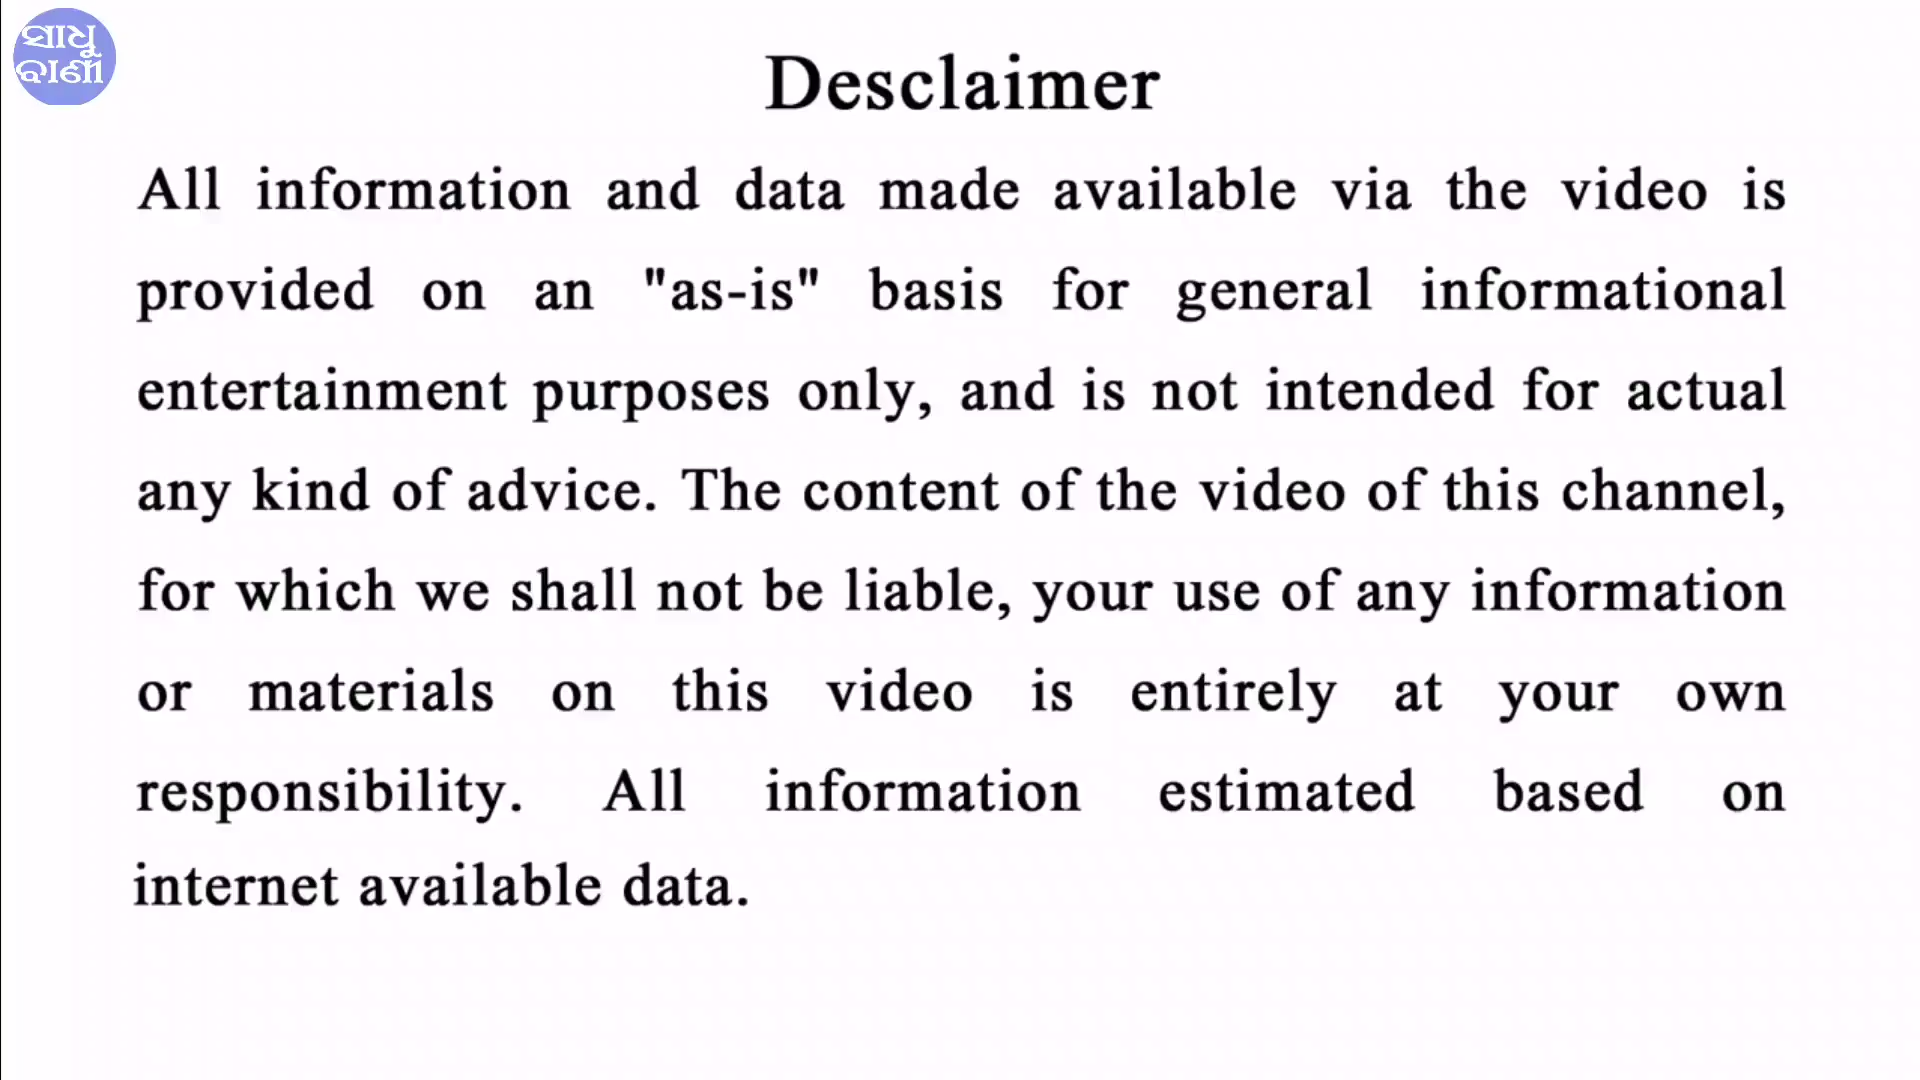 ସାଧୁ
ବାଣୀ
Desclaimer
All information and data made available via the video is
provided on an "as-is" basis for general informational
entertainment purposes only, and is not intended for actual
any kind of advice. The content of the video of this channel,
for which we shall not be liable, your use of any information
or materials on this video is entirely at your own
responsibility. All information estimated based on
internet available data.